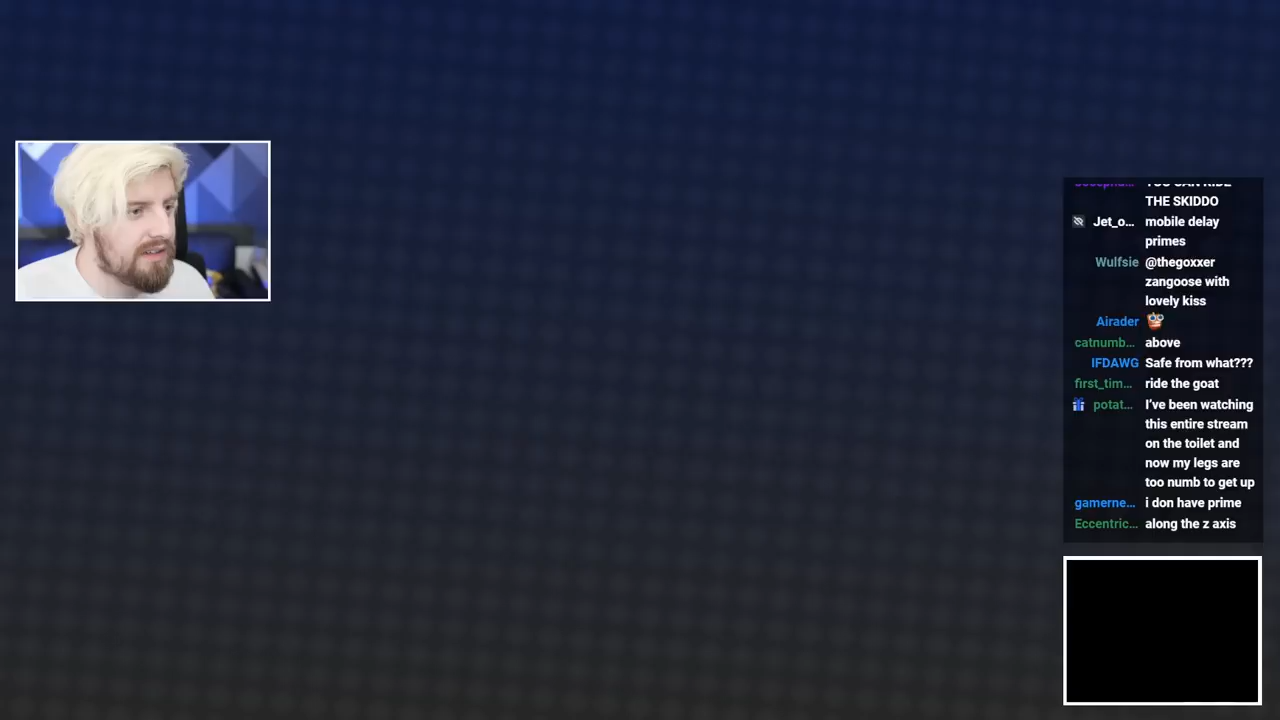 THE SKIDDO
Jet_o... mobile delay
primes
Wulfsie @thegoxxer
zangoose with
lovely kiss
Airader
catnumb... above
IFDAWG Safe from what???
first_tim... ride the goat
potat... I've been watching
this entire stream
on the toilet and
now my legs are
too numb to get up
gamerne... i don have prime
Eccentric... along the z axis